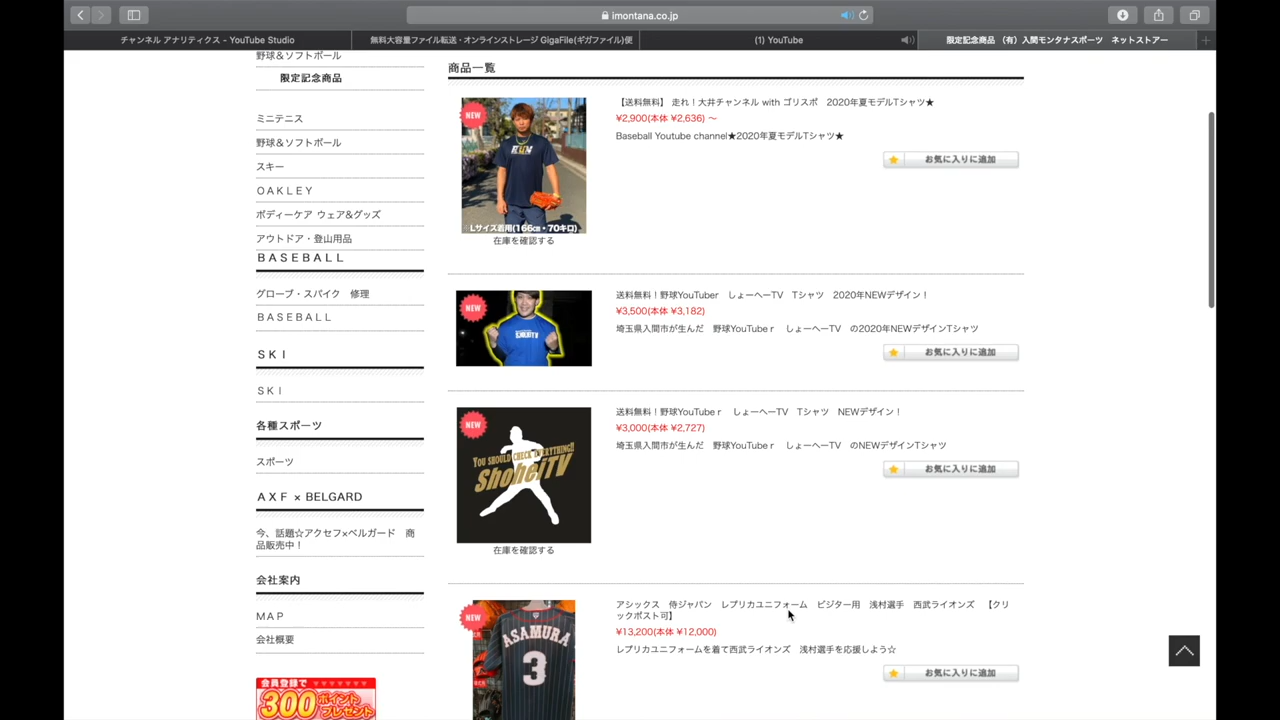 imontana.co.jp
チャンネル アナリティクス - YouTube Studio
無料大容量ファイル転送・オンラインストレージ GigaFile(ギガファイル)便
(1) YouTube
限定記念商品 （有）入間モンタナスポーツ ネットストアー
野球＆ソフトボール
限定記念商品
ミニテニス
野球＆ソフトボール
スキー
ＯＡＫＬＥＹ
ボディーケア ウェア&グッズ
アウトドア・登山用品
ＢＡＳＥＢＡＬＬ
グローブ・スパイク 修理
ＢＡＳＥＢＡＬＬ
ＳＫＩ
ＳＫＩ
各種スポーツ
スポーツ
ＡＸＦ × BELGARD
今、話題☆アクセフ×ベルガード 商
品販売中！
会社案内
ＭＡＰ
会社概要
会員登録で
300ポイント
プレゼント
商品一覧
NEW
RUN
※Lサイズ着用(166㎝・70キロ)
在庫を確認する
【送料無料】 走れ！大井チャンネル with ゴリスポ 2020年夏モデルTシャツ★
¥2,900(本体 ¥2,636) ～
Baseball Youtube channel★2020年夏モデルTシャツ★
お気に入りに追加
NEW
SHOHEITV
送料無料！野球YouTuber しょーへーTV Tシャツ 2020年NEWデザイン！
¥3,500(本体 ¥3,182)
埼玉県入間市が生んだ 野球YouTubeｒ しょーへーTV の2020年NEWデザインTシャツ
お気に入りに追加
NEW
YOU SHOULD CHECK EVERYTHING!!
ShoheiTV
在庫を確認する
送料無料！野球YouTubeｒ しょーへーTV Tシャツ NEWデザイン！
¥3,000(本体 ¥2,727)
埼玉県入間市が生んだ 野球YouTubeｒ しょーへーTV のNEWデザインTシャツ
お気に入りに追加
NEW
ASAMURA
3
アシックス 侍ジャパン レプリカユニフォーム ビジター用 浅村選手 西武ライオンズ 【クリ
ックポスト可】
¥13,200(本体 ¥12,000)
レプリカユニフォームを着て西武ライオンズ 浅村選手を応援しよう☆
お気に入りに追加